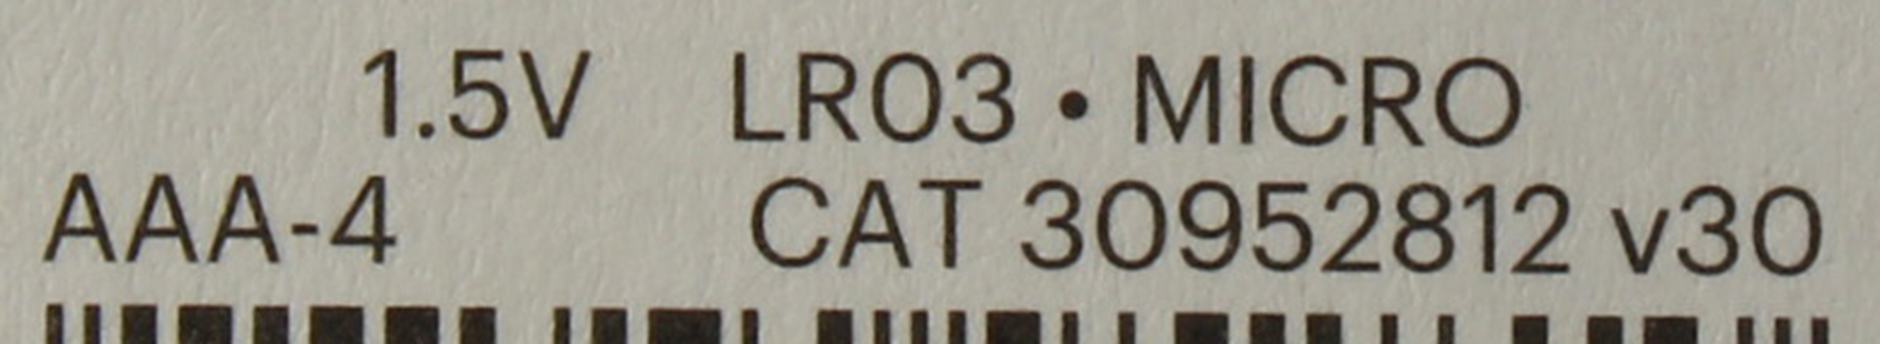 1.5V LR03 • MICRO
AAA-4 CAT 30952812 v30